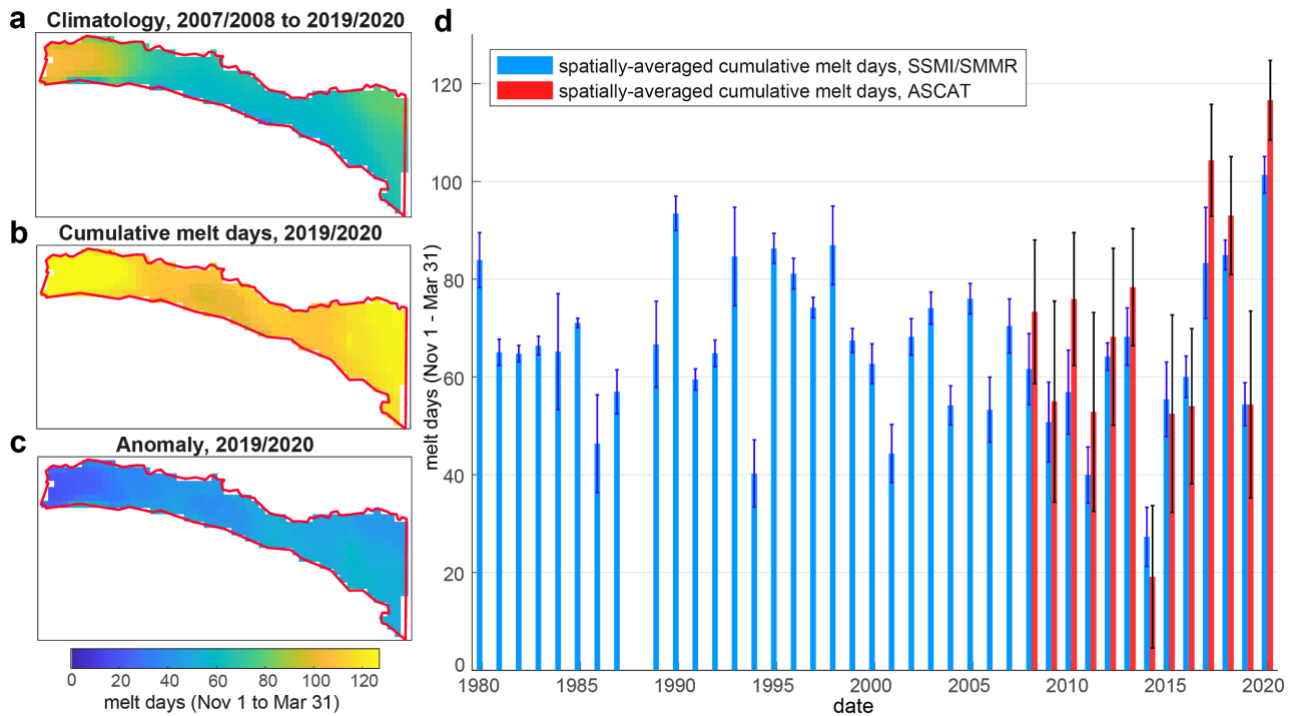 a
Climatology, 2007/2008 to 2019/2020
b
Cumulative melt days, 2019/2020
c
Anomaly, 2019/2020
0 20 40 60 80 100 120
melt days (Nov 1 to Mar 31)
d
spatially-averaged cumulative melt days, SSMI/SMMR
spatially-averaged cumulative melt days, ASCAT
melt days (Nov 1 - Mar 31)
120
100
80
60
40
20
0
1980 1985 1990 1995 2000 2005 2010 2015 2020
date